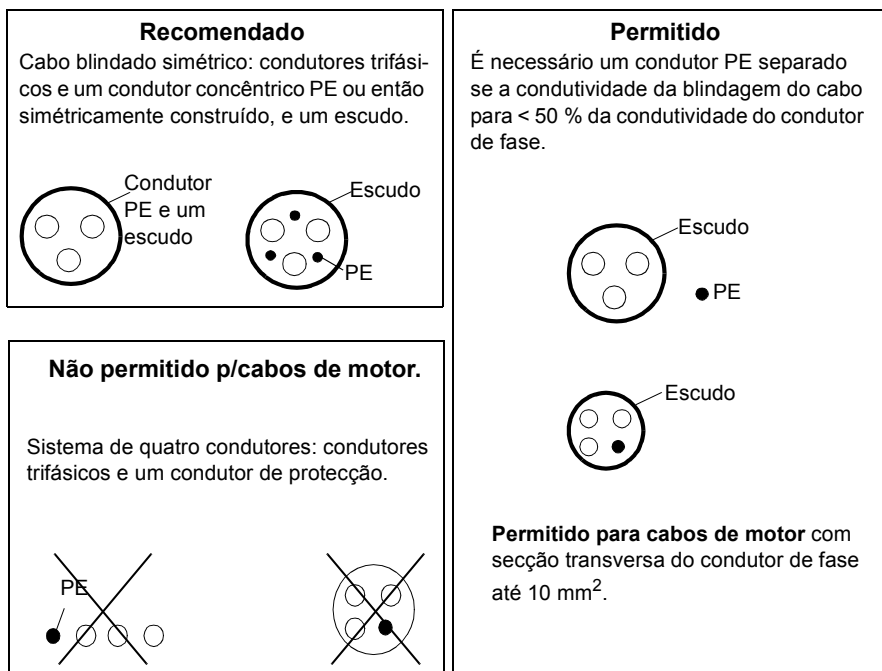 Recomendado
Cabo blindado simétrico: condutores trifási-
cos e um condutor concêntrico PE ou então
simétricamente construído, e um escudo.
Condutor
PE e um
escudo
Escudo
PE
Não permitido p/cabos de motor.
Sistema de quatro condutores: condutores
trifásicos e um condutor de protecção.
PE
Permitido
É necessário um condutor PE separado
se a condutividade da blindagem do cabo
para < 50 % da condutividade do condutor
de fase.
Escudo
PE
Escudo
Permitido para cabos de motor com
secção transversa do condutor de fase
até 10 mm².